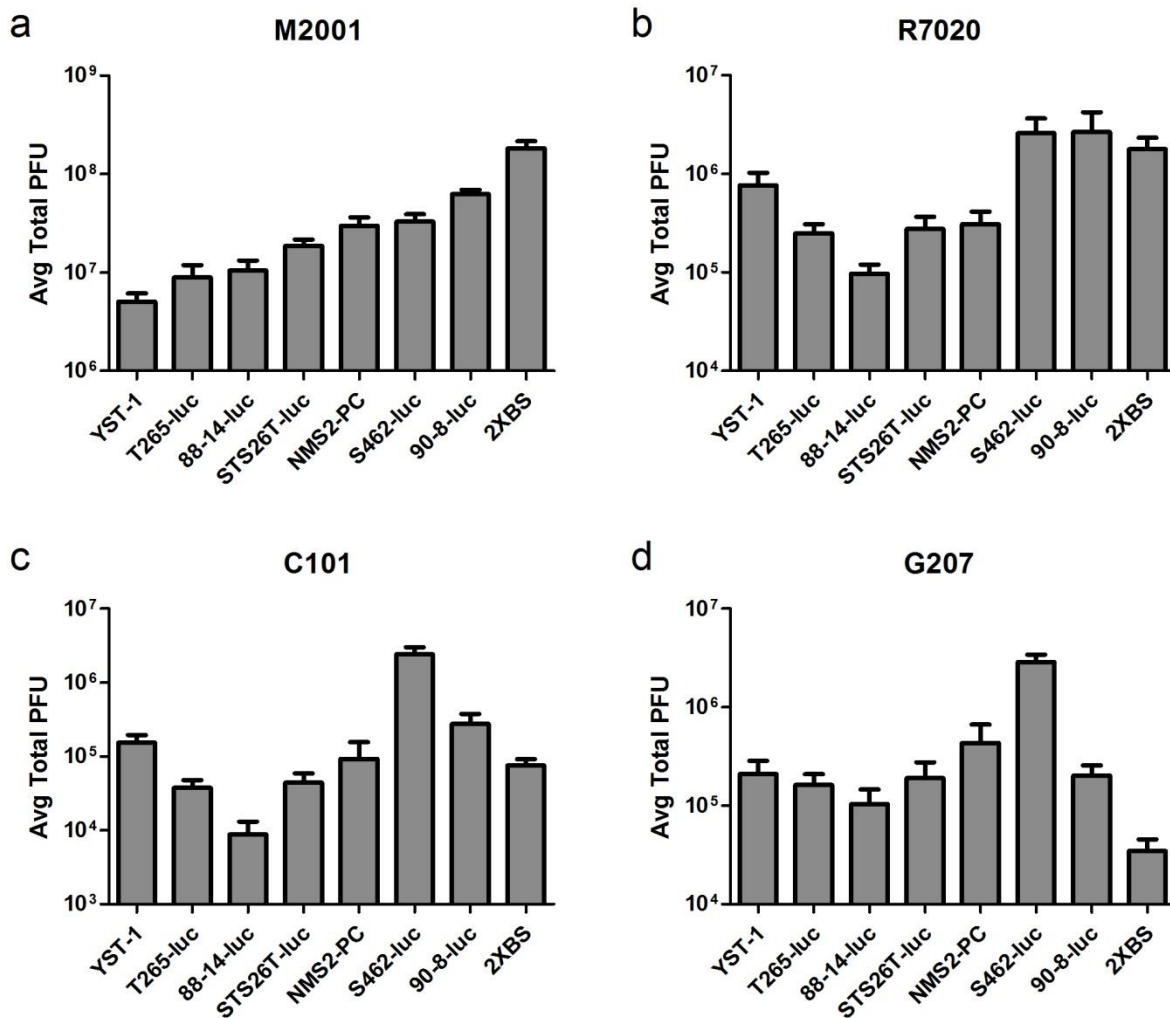 a
M2001
Avg Total PFU
10⁹
10⁸
10⁷
10⁶
YST-1
T265-luc
88-14-luc
STS26T-luc
NMS2-PC
S462-luc
90-8-luc
2XBS
b
R7020
Avg Total PFU
10⁷
10⁶
10⁵
10⁴
YST-1
T265-luc
88-14-luc
STS26T-luc
NMS2-PC
S462-luc
90-8-luc
2XBS
c
C101
Avg Total PFU
10⁷
10⁶
10⁵
10⁴
10³
YST-1
T265-luc
88-14-luc
STS26T-luc
NMS2-PC
S462-luc
90-8-luc
2XBS
d
G207
Avg Total PFU
10⁷
10⁶
10⁵
10⁴
YST-1
T265-luc
88-14-luc
STS26T-luc
NMS2-PC
S462-luc
90-8-luc
2XBS